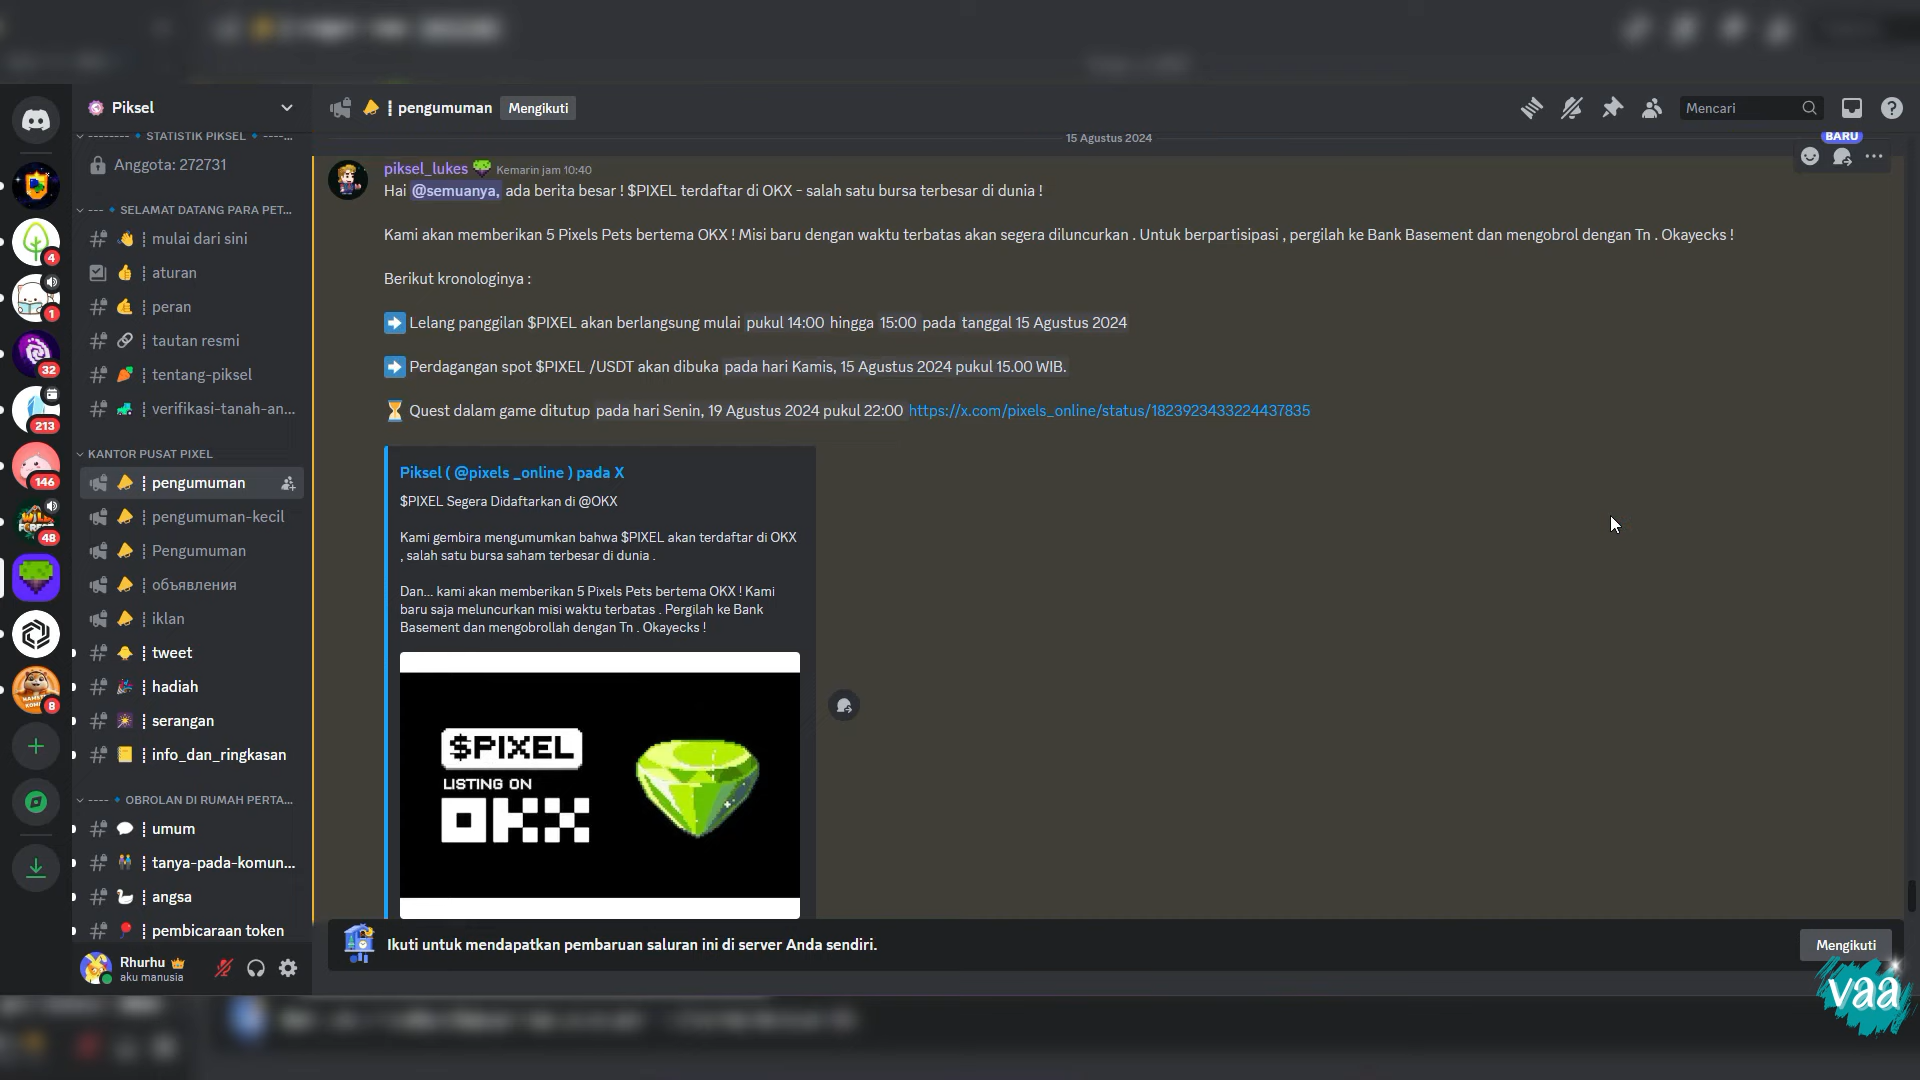 Piksel
┋ pengumuman
Mengikuti
Mencari
-------- STATISTIK PIKSEL ----...
Anggota: 272731
--- SELAMAT DATANG PARA PET...
┋ mulai dari sini
┋ aturan
┋ peran
┋ tautan resmi
┋ tentang-piksel
┋ verifikasi-tanah-an...
KANTOR PUSAT PIXEL
┋ pengumuman
┋ pengumuman-kecil
┋ Pengumuman
┋ объявления
┋ iklan
┋ tweet
┋ hadiah
┋ serangan
┋ info_dan_ringkasan
---- OBROLAN DI RUMAH PERTA...
┋ umum
┋ tanya-pada-komun...
┋ angsa
┋ pembicaraan token
Rhurhu
aku manusia
4
1
32
213
146
48
8
15 Agustus 2024
BARU
piksel_lukes Kemarin jam 10:40
Hai @semuanya, ada berita besar ! $PIXEL terdaftar di OKX - salah satu bursa terbesar di dunia !
Kami akan memberikan 5 Pixels Pets bertema OKX ! Misi baru dengan waktu terbatas akan segera diluncurkan . Untuk berpartisipasi , pergilah ke Bank Basement dan mengobrol dengan Tn . Okayecks !
Berikut kronologinya :
Lelang panggilan $PIXEL akan berlangsung mulai pukul 14:00 hingga 15:00 pada tanggal 15 Agustus 2024
Perdagangan spot $PIXEL /USDT akan dibuka pada hari Kamis, 15 Agustus 2024 pukul 15.00 WIB.
Quest dalam game ditutup pada hari Senin, 19 Agustus 2024 pukul 22:00 https://x.com/pixels_online/status/1823923433224437835
Piksel ( @pixels _online ) pada X
$PIXEL Segera Didaftarkan di @OKX
Kami gembira mengumumkan bahwa $PIXEL akan terdaftar di OKX
, salah satu bursa saham terbesar di dunia .
Dan... kami akan memberikan 5 Pixels Pets bertema OKX ! Kami
baru saja meluncurkan misi waktu terbatas . Pergilah ke Bank
Basement dan mengobrollah dengan Tn . Okayecks !
$PIXEL
LISTING ON
OKX
Ikuti untuk mendapatkan pembaruan saluran ini di server Anda sendiri.
Mengikuti
vaa